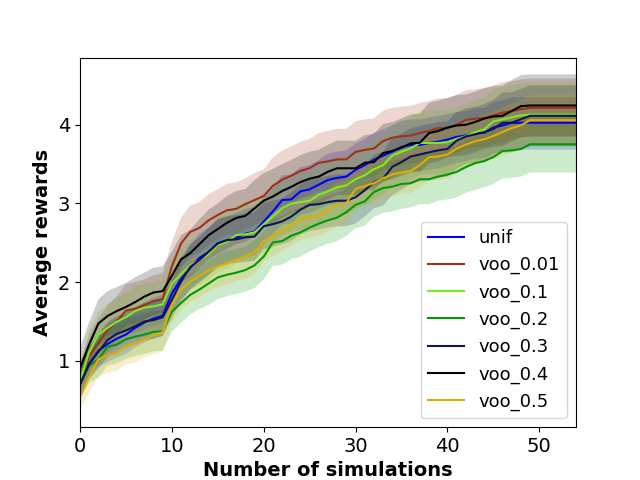 Average rewards
4
3
2
1
0 10 20 30 40 50
Number of simulations
unif
voo_0.01
voo_0.1
voo_0.2
voo_0.3
voo_0.4
voo_0.5